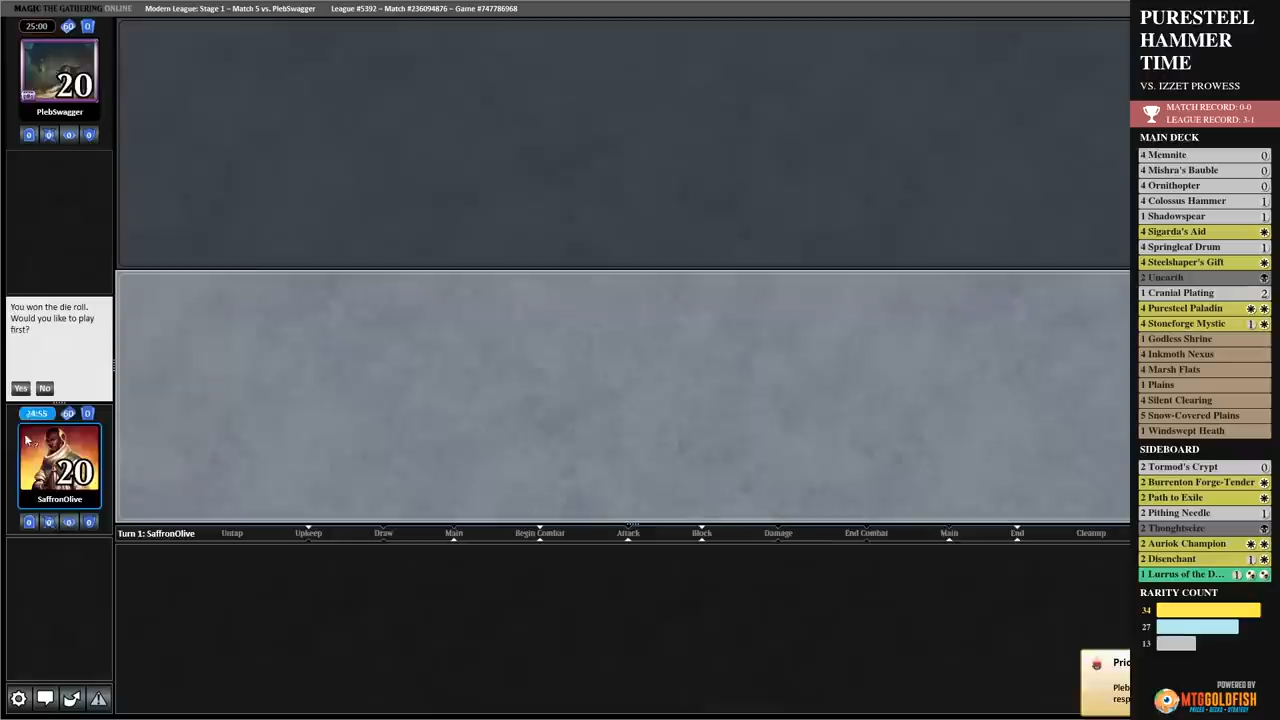 MAGIC THE GATHERING ONLINE
Modern League: Stage 1 – Match 5 vs. PlebSwagger
League #5392 – Match #236094876 – Game #747786968
25:00 60 0
20
PlebSwagger
0 0 0 0
You won the die roll.
Would you like to play
first?
Yes No
24:55 60 0
20
SaffronOlive
0 0 0 0
Turn 1: SaffronOlive
Untap Upkeep Draw Main Begin Combat Attack Block Damage End Combat Main End Cleanup
Pric
Pleb
resp
PURESTEEL
HAMMER
TIME
VS. IZZET PROWESS
MATCH RECORD: 0-0
LEAGUE RECORD: 3-1
MAIN DECK
4 Memnite 0
4 Mishra's Bauble 0
4 Ornithopter 0
4 Colossus Hammer 1
1 Shadowspear 1
4 Sigarda's Aid
4 Springleaf Drum 1
4 Steelshaper's Gift
2 Unearth
1 Cranial Plating 2
4 Puresteel Paladin
4 Stoneforge Mystic 1
1 Godless Shrine
4 Inkmoth Nexus
4 Marsh Flats
1 Plains
4 Silent Clearing
5 Snow-Covered Plains
1 Windswept Heath
SIDEBOARD
2 Tormod's Crypt 0
2 Burrenton Forge-Tender
2 Path to Exile
2 Pithing Needle 1
2 Thoughtseize
2 Auriok Champion
2 Disenchant 1
1 Lurrus of the D... 1
RARITY COUNT
34
27
13
POWERED BY
MTGGOLDFISH
PRICES • DECKS • STRATEGY